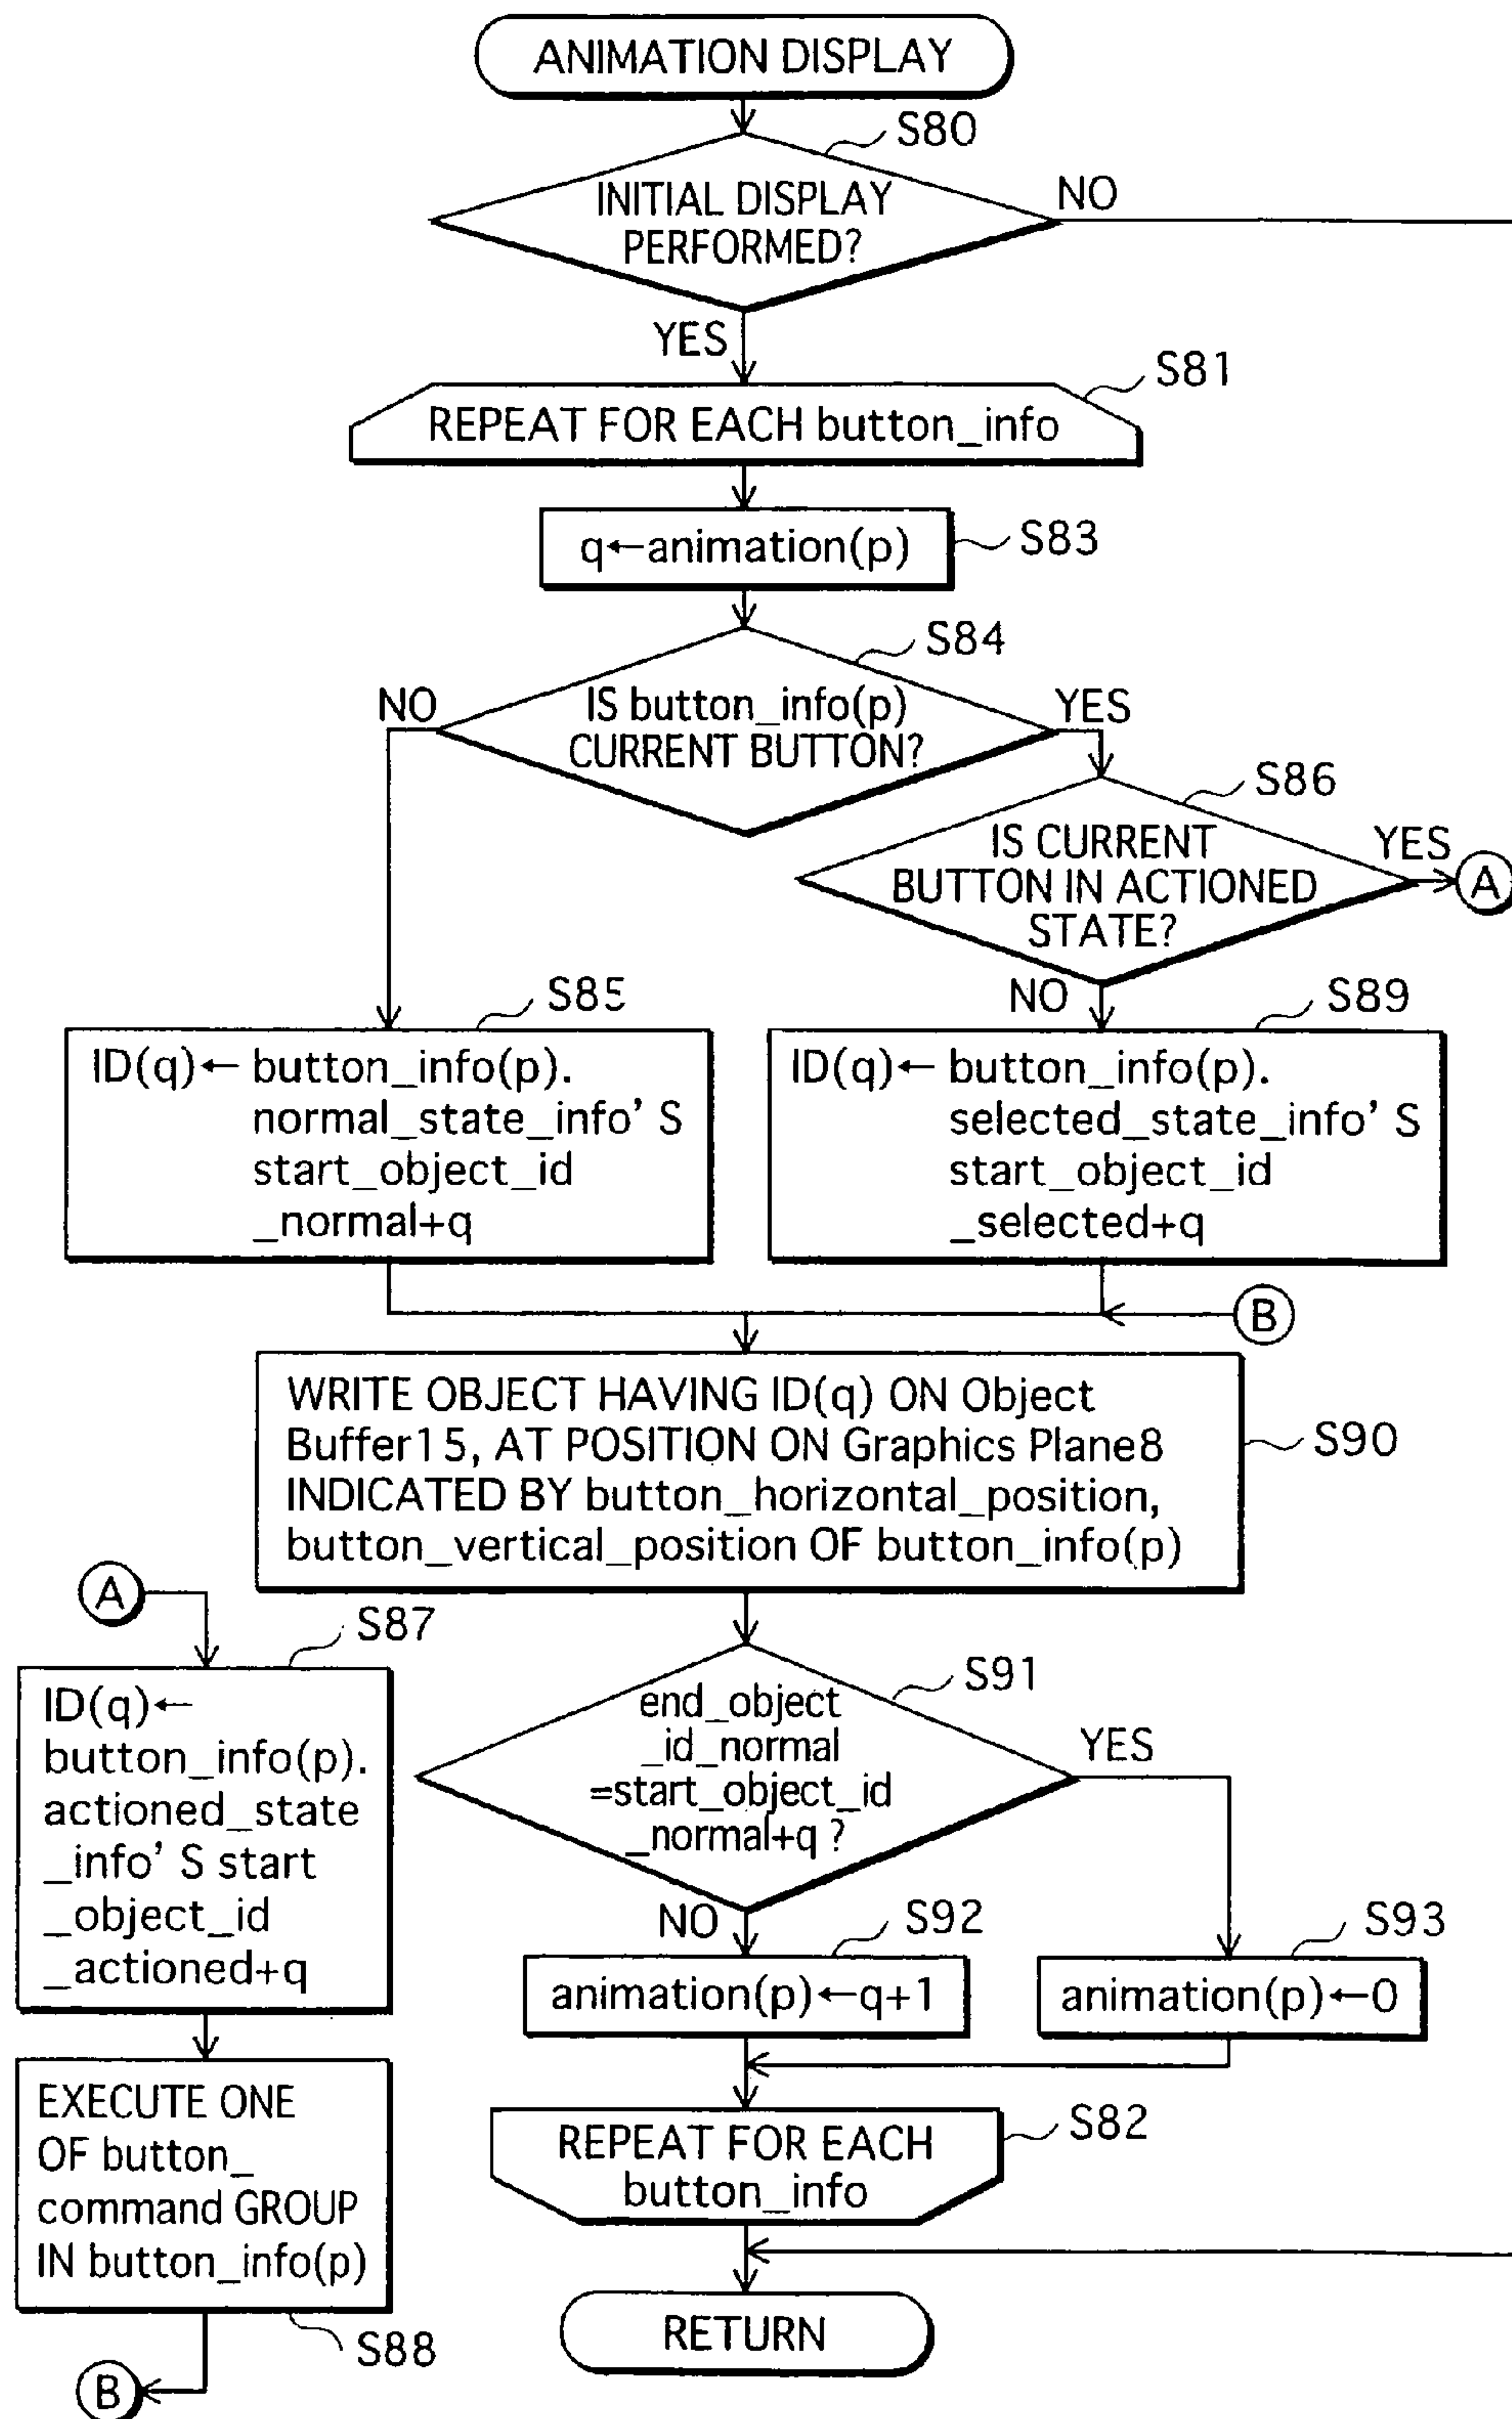 ANIMATION DISPLAY
S80
INITIAL DISPLAY
PERFORMED?
NO
YES
S81
REPEAT FOR EACH button_info
q←animation(p)
S83
S84
NO
IS button_info(p)
CURRENT BUTTON?
YES
S86
IS CURRENT
BUTTON IN ACTIONED
STATE?
YES
A
NO
S85
ID(q)← button_info(p).
normal_state_info' S
start_object_id
_normal+q
S89
ID(q)← button_info(p).
selected_state_info' S
start_object_id
_selected+q
B
WRITE OBJECT HAVING ID(q) ON Object
Buffer15, AT POSITION ON Graphics Plane8
INDICATED BY button_horizontal_position,
button_vertical_position OF button_info(p)
S90
A
S87
ID(q)←
button_info(p).
actioned_state
_info' S start
_object_id
_actioned+q
EXECUTE ONE
OF button_
command GROUP
IN button_info(p)
S88
B
S91
end_object
_id_normal
=start_object_id
_normal+q ?
YES
NO
S92
animation(p)←q+1
S93
animation(p)←0
S82
REPEAT FOR EACH
button_info
RETURN